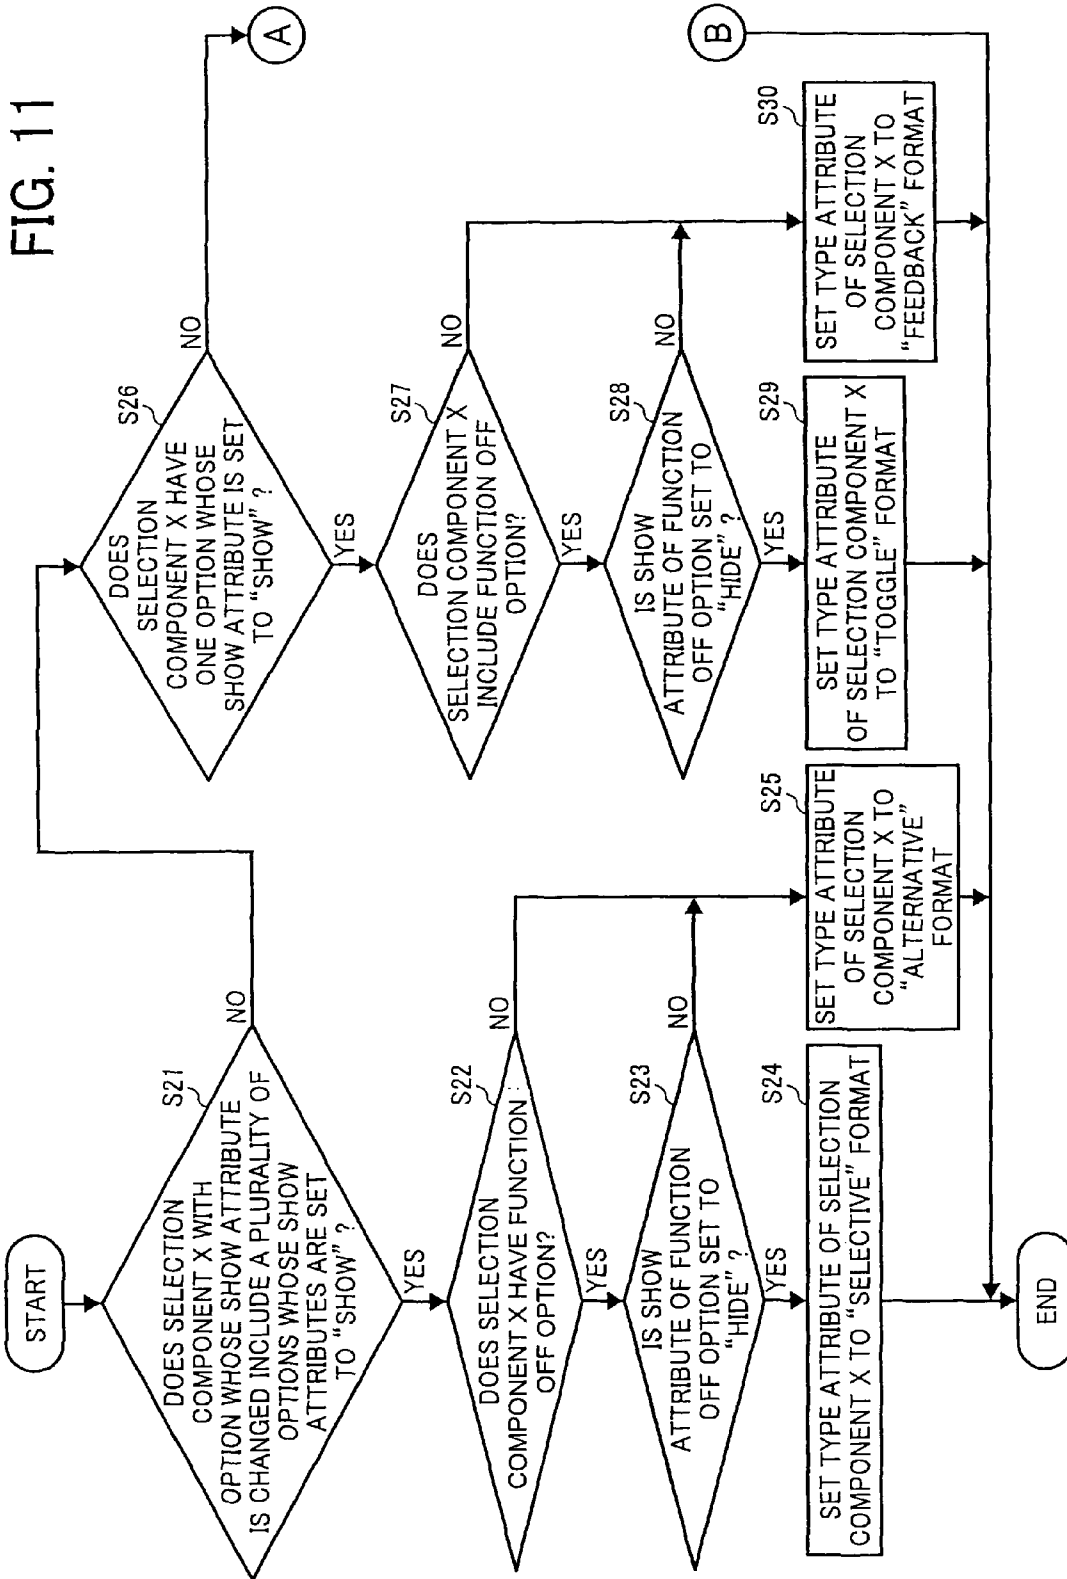 FIG. 11
START
S21
DOES SELECTION
COMPONENT X WITH
OPTION WHOSE SHOW ATTRIBUTE
IS CHANGED INCLUDE A PLURALITY OF
OPTIONS WHOSE SHOW
ATTRIBUTES ARE SET
TO "SHOW" ?
NO
YES
S22
DOES SELECTION
COMPONENT X HAVE FUNCTION
OFF OPTION?
NO
YES
S23
IS SHOW
ATTRIBUTE OF FUNCTION
OFF OPTION SET TO
"HIDE" ?
NO
YES
S24
SET TYPE ATTRIBUTE OF SELECTION
COMPONENT X TO "SELECTIVE" FORMAT
S25
SET TYPE ATTRIBUTE
OF SELECTION
COMPONENT X TO
"ALTERNATIVE"
FORMAT
END
S26
DOES
SELECTION
COMPONENT X HAVE
ONE OPTION WHOSE
SHOW ATTRIBUTE IS SET
TO "SHOW" ?
NO
YES
A
S27
DOES
SELECTION COMPONENT X
INCLUDE FUNCTION OFF
OPTION?
NO
YES
S28
IS SHOW
ATTRIBUTE OF FUNCTION
OFF OPTION SET TO
"HIDE" ?
NO
YES
S29
SET TYPE ATTRIBUTE
OF SELECTION COMPONENT X
TO "TOGGLE" FORMAT
S30
SET TYPE ATTRIBUTE
OF SELECTION
COMPONENT X TO
"FEEDBACK" FORMAT
B